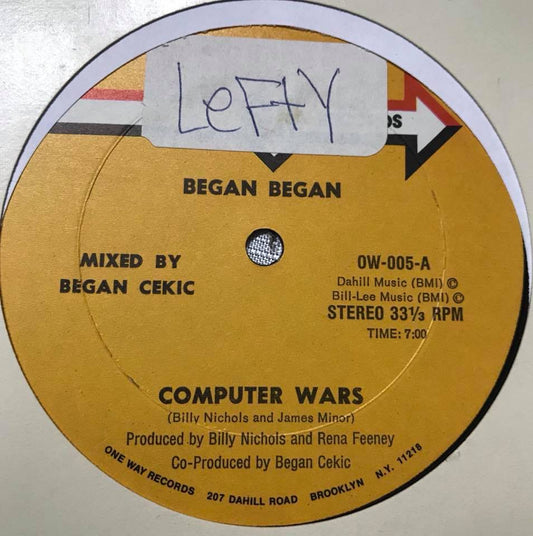 LeFtY
DS
BEGAN BEGAN
MIXED BY
BEGAN CEKIC
OW-005-A
Dahill Music (BMI) ©
Bill-Lee Music (BMI) ©
STEREO 33⅓ RPM
TIME: 7:00
COMPUTER WARS
(Billy Nichols and James Minor)
Produced by Billy Nichols and Rena Feeney
Co-Produced by Began Cekic
ONE WAY RECORDS 207 DAHILL ROAD BROOKLYN N.Y. 11218